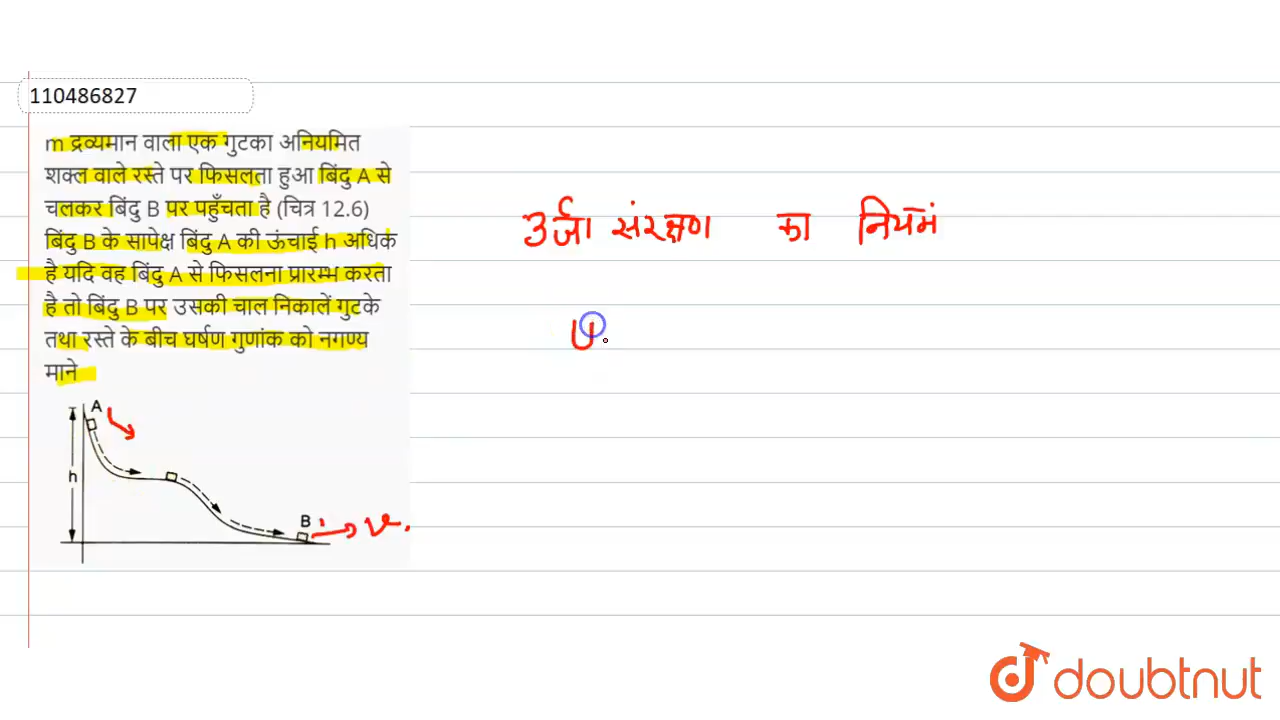 110486827
m द्रव्यमान वाला एक गुटका अनियमित
शक्ल वाले रस्ते पर फिसलता हुआ बिंदु A से
चलकर बिंदु B पर पहुँचता है (चित्र 12.6)
बिंदु B के सापेक्ष बिंदु A की ऊंचाई h अधिक
है यदि वह बिंदु A से फिसलना प्रारम्भ करता
है तो बिंदु B पर उसकी चाल निकालें गुटके
तथा रस्ते के बीच घर्षण गुणांक को नगण्य
माने
उर्जा संरक्षण का नियम
U
A
h
B
v
doubtnut